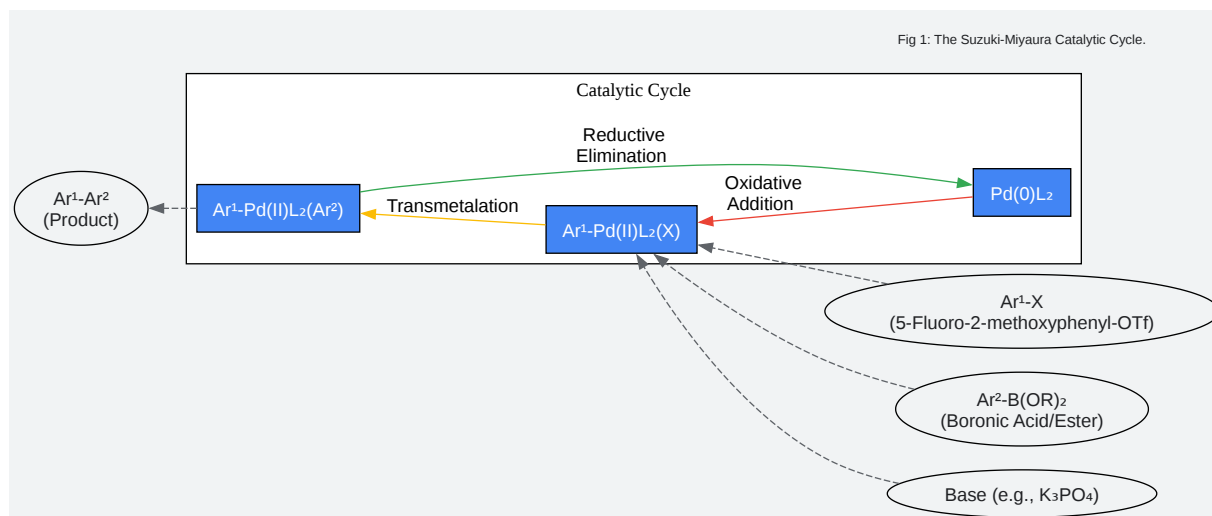 Fig 1: The Suzuki-Miyaura Catalytic Cycle.
Catalytic Cycle
Reductive
Elimination
Oxidative
Addition
Pd(0)L₂
Ar¹-Ar²
(Product)
Ar¹-Pd(II)L₂(Ar²)
Transmetalation
Ar¹-Pd(II)L₂(X)
Ar¹-X
(5-Fluoro-2-methoxyphenyl-OTf)
Ar²-B(OR)₂
(Boronic Acid/Ester)
Base (e.g., K₃PO₄)